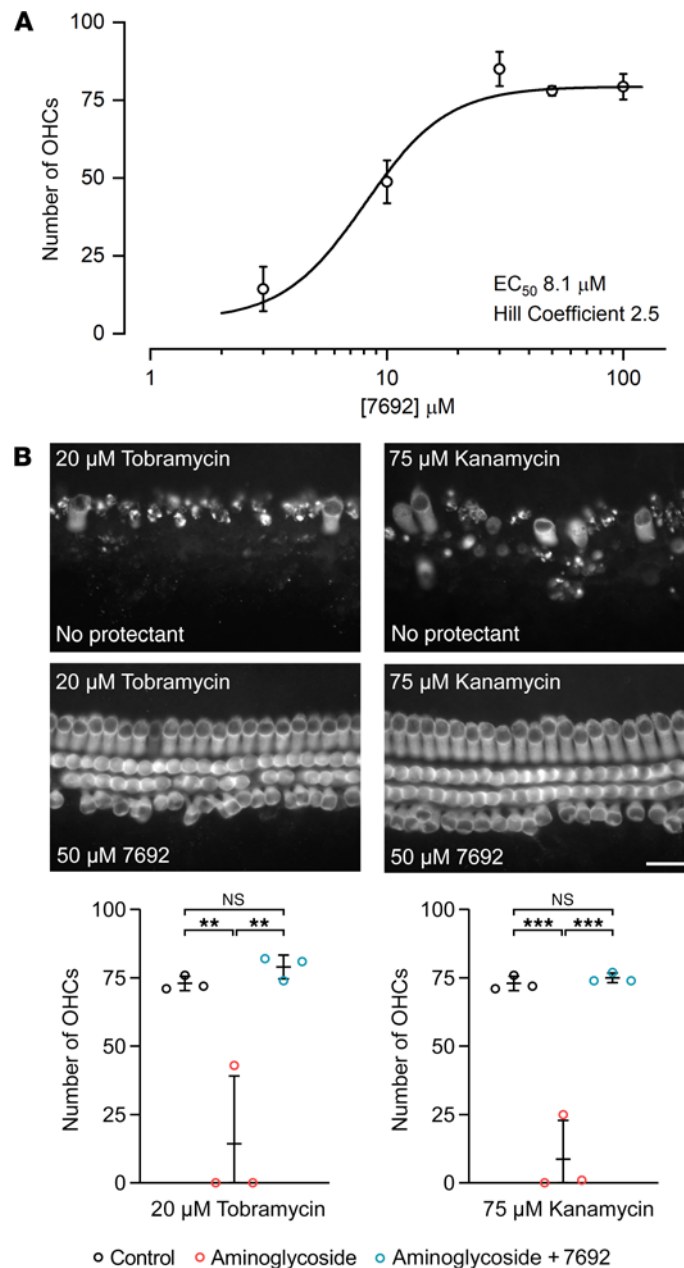 A
100
75
50
25
0
Number of OHCs
EC50 8.1 μM
Hill Coefficient 2.5
1 10 100
[7692] μM
B
20 μM Tobramycin
No protectant
75 μM Kanamycin
No protectant
20 μM Tobramycin
50 μM 7692
75 μM Kanamycin
50 μM 7692
100
75
50
25
0
Number of OHCs
NS
** **
20 μM Tobramycin
100
75
50
25
0
Number of OHCs
NS
*** ***
75 μM Kanamycin
Control Aminoglycoside Aminoglycoside + 7692